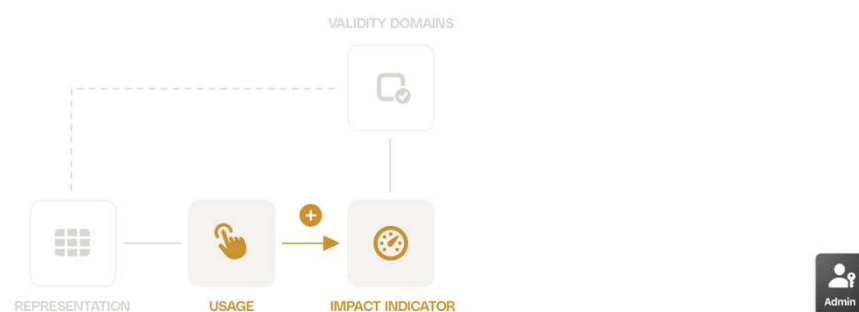 VALIDITY DOMAINS
REPRESENTATION
USAGE
IMPACT INDICATOR
Admin